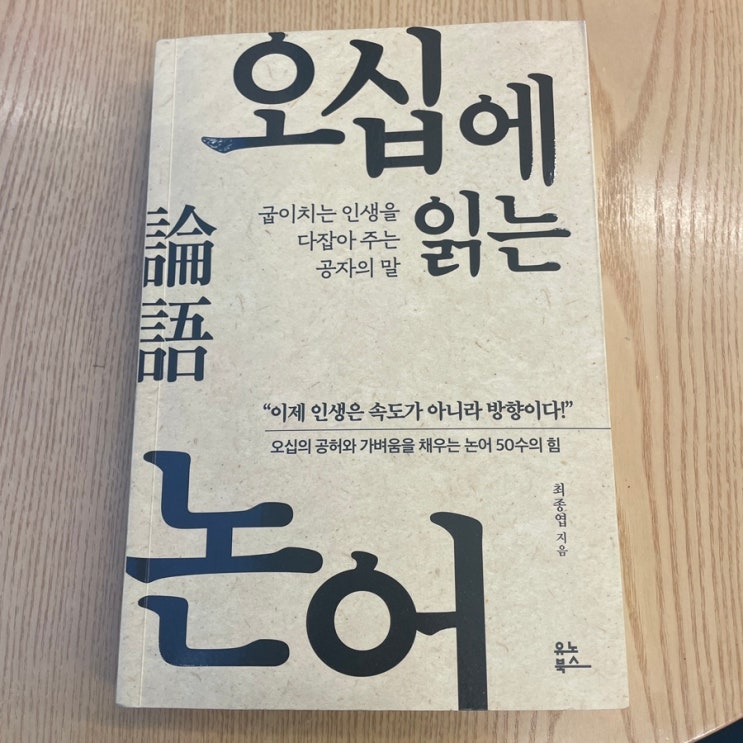 오십에
읽는
굽이치는 인생을
다잡아 주는
공자의 말
論語
“이제 인생은 속도가 아니라 방향이다!”
오십의 공허와 가벼움을 채우는 논어 50수의 힘
논어
최종엽 지음
유노
북스